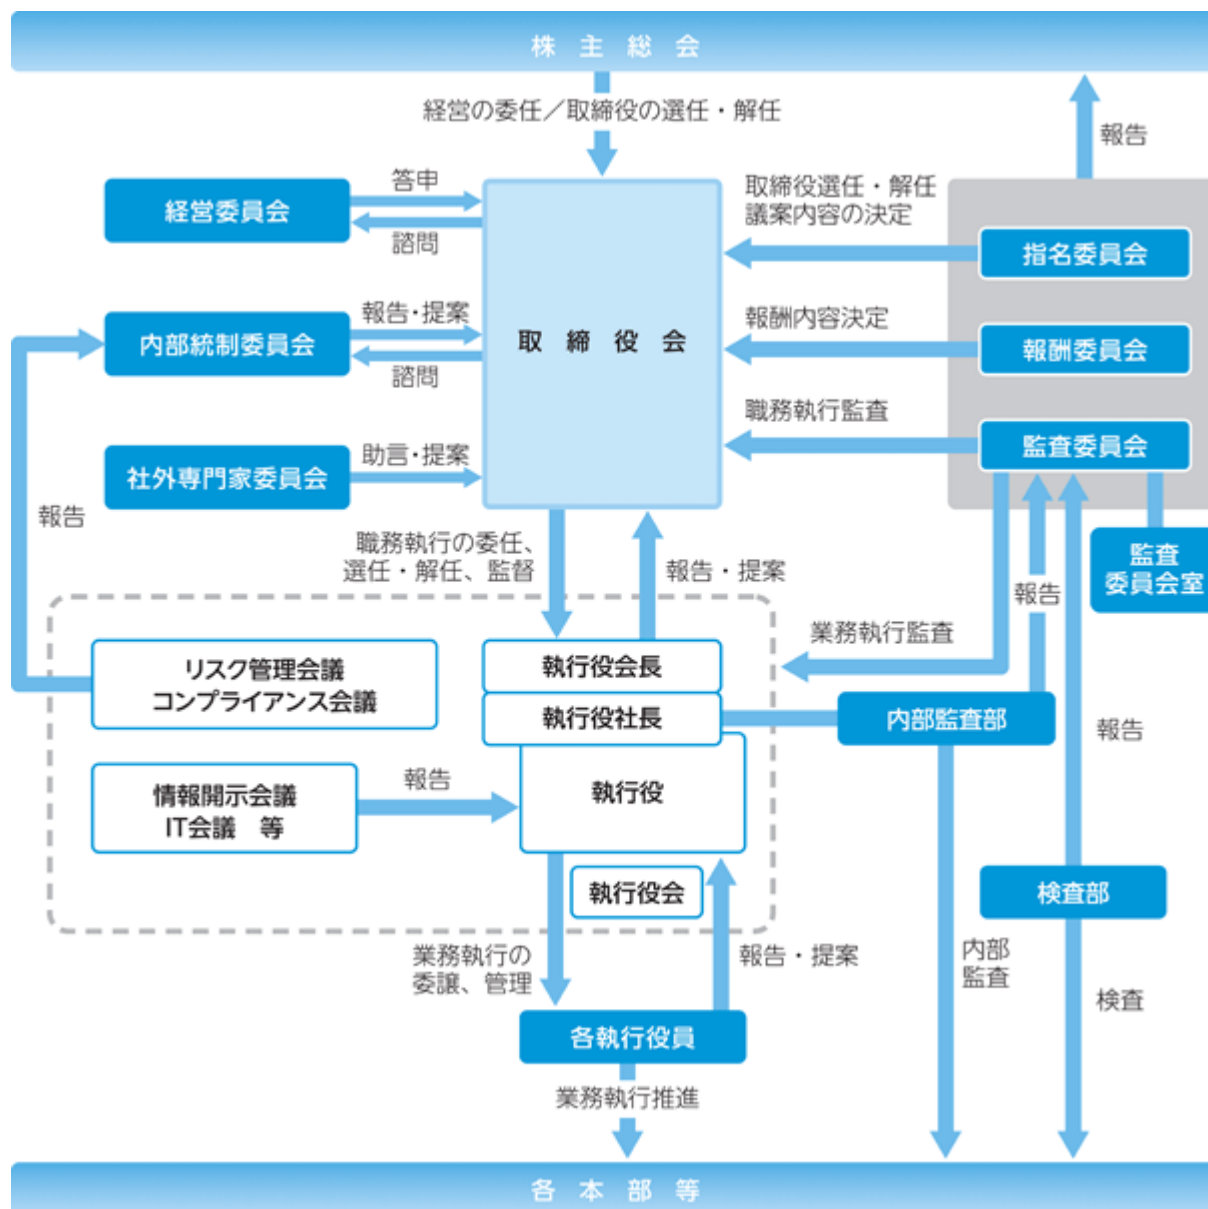 株主総会
経営の委任／取締役の選任・解任
報告
経営委員会
答申
諮問
取締役選任・解任
議案内容の決定
指名委員会
内部統制委員会
報告・提案
諮問
取締役会
報酬内容決定
報酬委員会
職務執行監査
監査委員会
社外専門家委員会
助言・提案
報告
職務執行の委任、
選任・解任、監督
報告・提案
監査
委員会室
報告
業務執行監査
リスク管理会議
コンプライアンス会議
執行役会長
執行役社長
内部監査部
報告
情報開示会議
IT会議　等
報告
執行役
執行役会
検査部
業務執行の
委譲、管理
報告・提案
内部
監査
検査
各執行役員
業務執行推進
各本部等